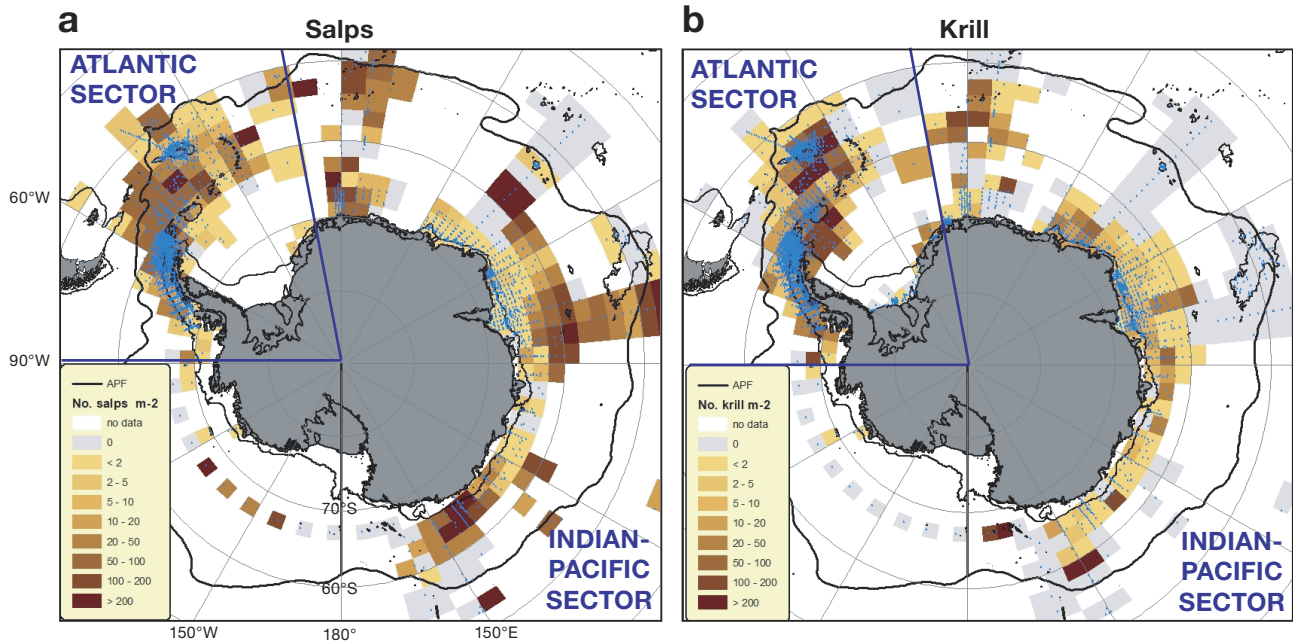 a
Salps
ATLANTIC
SECTOR
60°W
90°W
APF
No. salps m-2
no data
0
< 2
2 - 5
5 - 10
10 - 20
20 - 50
50 - 100
100 - 200
> 200
70°S
60°S
INDIAN-
PACIFIC
SECTOR
150°W
180°
150°E
b
Krill
ATLANTIC
SECTOR
APF
No. krill m-2
no data
0
< 2
2 - 5
5 - 10
10 - 20
20 - 50
50 - 100
100 - 200
> 200
INDIAN-
PACIFIC
SECTOR